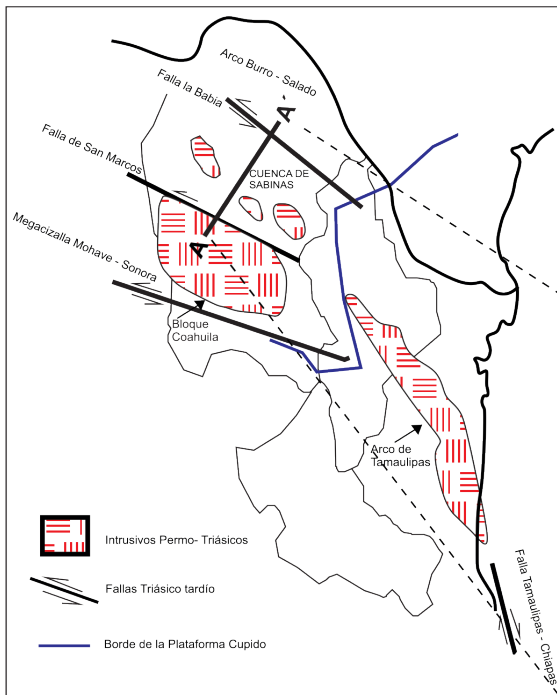 Arco Burro - Salado
Falla la Babia
A
Falla de San Marcos
CUENCA DE
SABINAS
Megacizalla Mohave - Sonora
A
Bloque
Coahuila
Arco de
Tamaulipas
Intrusivos Permo- Triásicos
Fallas Triásico tardío
Falla Tamaulipas - Chiapas
Borde de la Plataforma Cupido